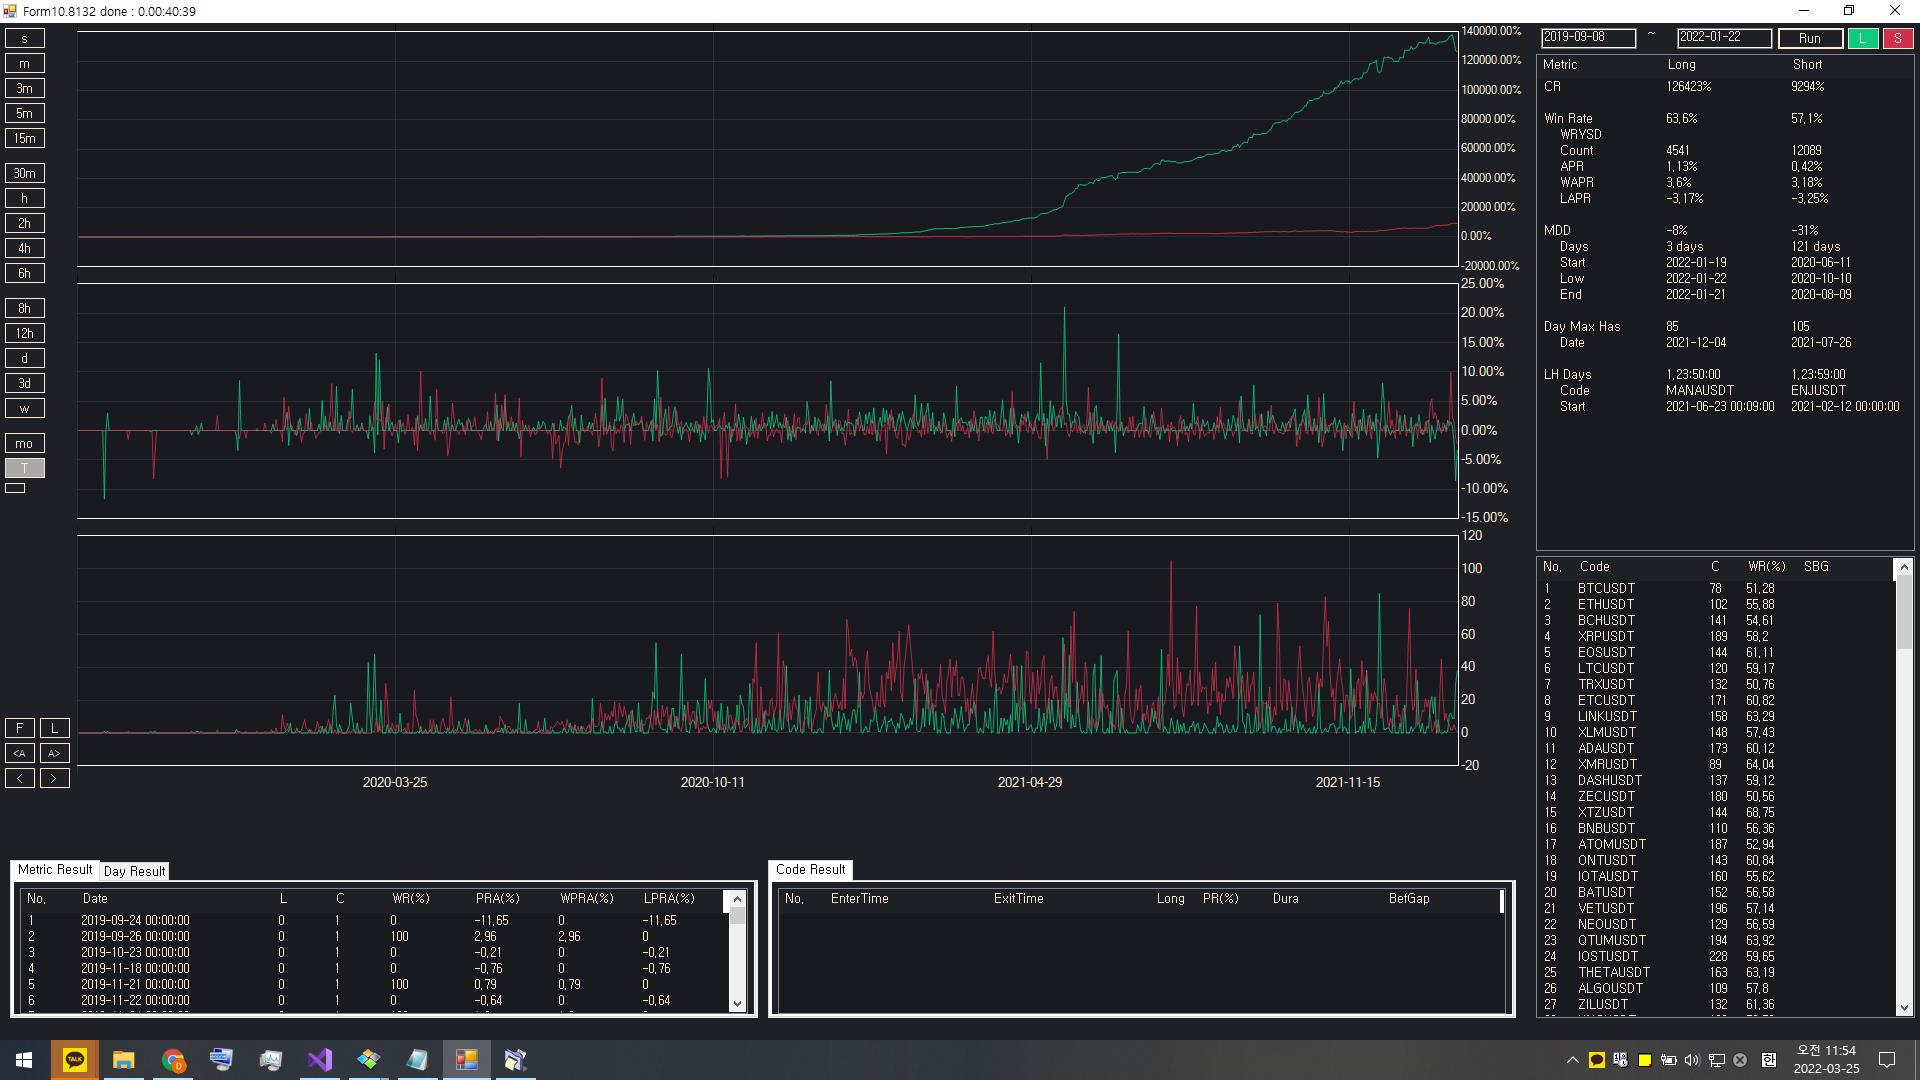 Form10.8132 done : 0.00:40:39
s
m
3m
5m
15m
30m
h
2h
4h
6h
8h
12h
d
3d
w
mo
T
F L
<A A>
< >
140000.00%
120000.00%
100000.00%
80000.00%
60000.00%
40000.00%
20000.00%
0.00%
-20000.00%
25.00%
20.00%
15.00%
10.00%
5.00%
0.00%
-5.00%
-10.00%
-15.00%
120
100
80
60
40
20
0
-20
2020-03-25 2020-10-11 2021-04-29 2021-11-15
2019-09-08 ~ 2022-01-22 Run L S
Metric Long Short
CR 126423% 9294%
Win Rate 63,6% 57,1%
WRYSD
Count 4541 12089
APR 1,13% 0,42%
WAPR 3,6% 3,18%
LAPR -3,17% -3,25%
MDD -8% -31%
Days 3 days 121 days
Start 2022-01-19 2020-06-11
Low 2022-01-22 2020-10-10
End 2022-01-21 2020-08-09
Day Max Has 85 105
Date 2021-12-04 2021-07-26
LH Days 1,23:50:00 1,23:59:00
Code MANAUSDT ENJUSDT
Start 2021-06-23 00:09:00 2021-02-12 00:00:00
No, Code C WR(%) SBG
1 BTCUSDT 78 51,28
2 ETHUSDT 102 55,88
3 BCHUSDT 141 54,61
4 XRPUSDT 189 58,2
5 EOSUSDT 144 61,11
6 LTCUSDT 120 59,17
7 TRXUSDT 132 50,76
8 ETCUSDT 171 60,82
9 LINKUSDT 158 63,29
10 XLMUSDT 148 57,43
11 ADAUSDT 173 60,12
12 XMRUSDT 89 64,04
13 DASHUSDT 137 59,12
14 ZECUSDT 180 50,56
15 XTZUSDT 144 68,75
16 BNBUSDT 110 56,36
17 ATOMUSDT 187 52,94
18 ONTUSDT 143 60,84
19 IOTAUSDT 160 55,62
20 BATUSDT 152 56,58
21 VETUSDT 196 57,14
22 NEOUSDT 129 56,59
23 QTUMUSDT 194 63,92
24 IOSTUSDT 228 59,65
25 THETAUSDT 163 63,19
26 ALGOUSDT 109 57,8
27 ZILUSDT 132 61,36
Metric Result Day Result
No, Date L C WR(%) PRA(%) WPRA(%) LPRA(%)
1 2019-09-24 00:00:00 0 1 0 -11,65 0 -11,65
2 2019-09-26 00:00:00 0 1 100 2,96 2,96 0
3 2019-10-23 00:00:00 0 1 0 -0,21 0 -0,21
4 2019-11-18 00:00:00 0 1 0 -0,76 0 -0,76
5 2019-11-21 00:00:00 0 1 100 0,79 0,79 0
6 2019-11-22 00:00:00 0 1 0 -0,64 0 -0,64
Code Result
No, EnterTime ExitTime Long PR(%) Dura BefGap
TALK
오전 11:54
2022-03-25